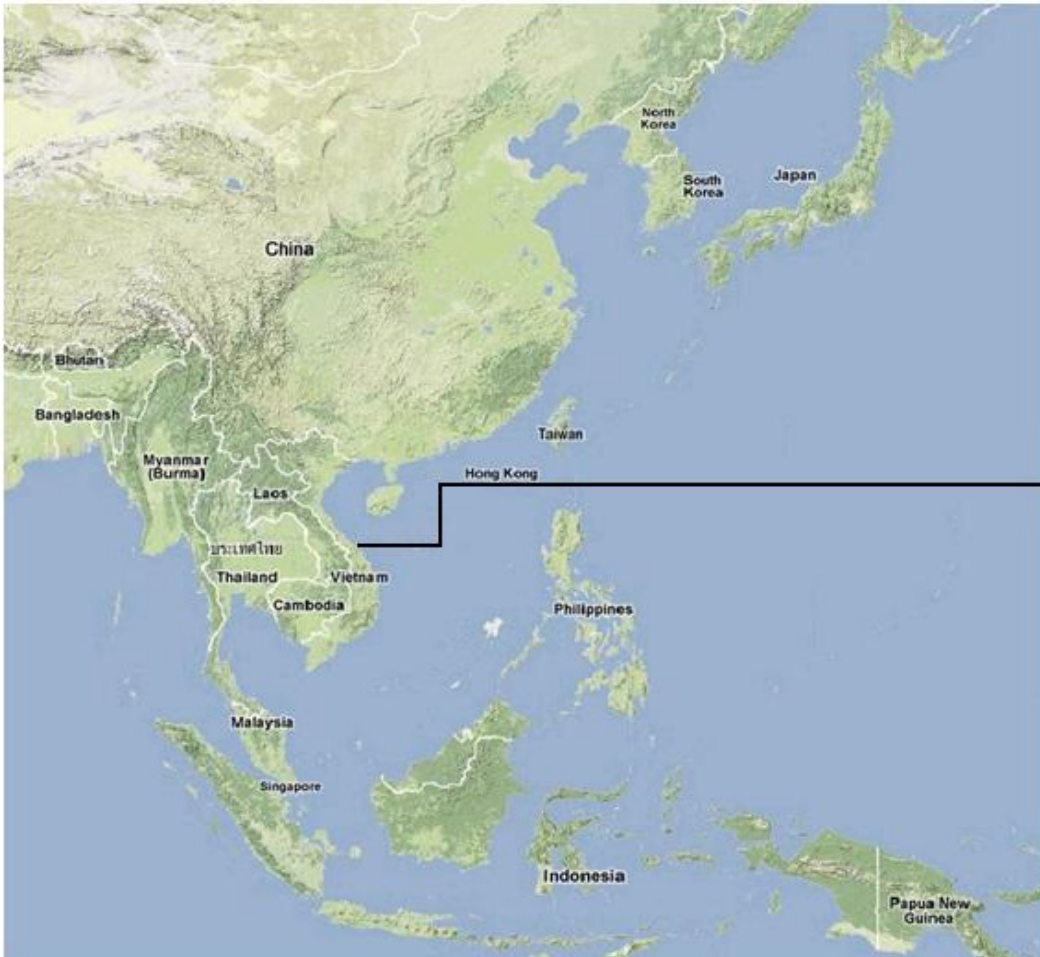 North
Korea
South
Korea
Japan
China
Bhutan
Bangladesh
Taiwan
Myanmar
(Burma)
Hong Kong
Laos
ประเทศไทย
Thailand
Vietnam
Cambodia
Philippines
Malaysia
Singapore
Indonesia
Papua New
Guinea